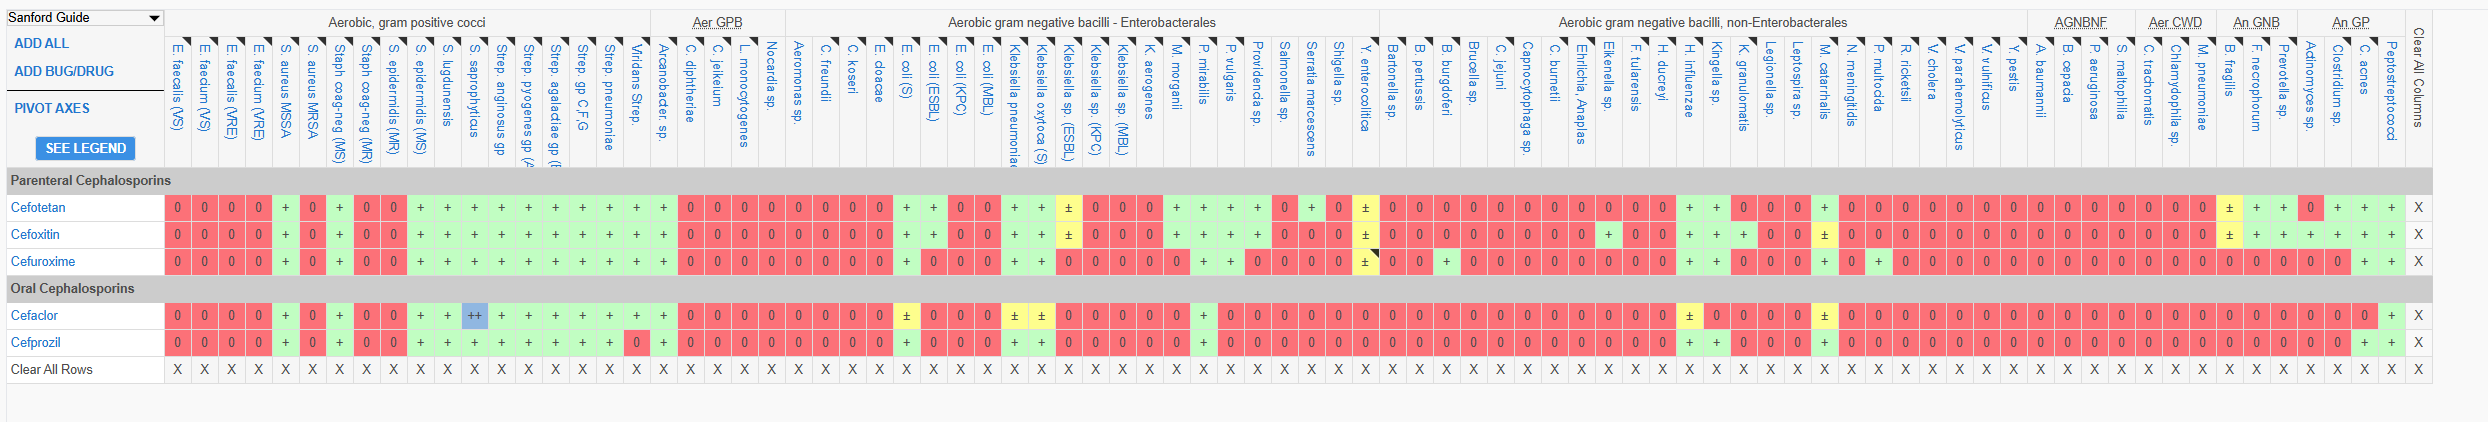 Sanford Guide
ADD ALL
ADD BUG/DRUG
PIVOT AXES
SEE LEGEND
Aerobic, gram positive cocci
Aer GPB
Aerobic gram negative bacilli - Enterobacterales
Aerobic gram negative bacilli, non-Enterobacterales
AGNBNF
Aer CWD
An GNB
An GP
E. faecalis (VS)
E. faecium (VS)
E. faecalis (VRE)
E. faecium (VRE)
S. aureus MSSA
S. aureus MRSA
Staph coag-neg (MS)
Staph coag-neg (MR)
S. epidermidis (MR)
S. epidermidis (MS)
S. lugdunensis
S. saprophyticus
Strep. anginosus gp
Strep. pyogenes gp (A
Strep. agalactiae gp (B
Strep. gp C,F,G
Strep. pneumoniae
Viridans Strep.
Arcanobacter. sp.
C. diphtheriae
C. jeikeium
L. monocytogenes
Nocardia sp.
Aeromonas sp.
C. freundii
C. koseri
E. cloacae
E. coli (S)
E. coli (ESBL)
E. coli (KPC)
E. coli (MBL)
Klebsiella pneumoniae
Klebsiella oxytoca (S)
Klebsilla sp. (ESBL)
Klebsilla sp. (KPC)
Klebsilla sp. (MBL)
K. aerogenes
M. morganii
P. mirabilis
P. vulgaris
Providencia sp.
Salmonella sp.
Serratia marcescens
Shigella sp.
Y. enterocolitica
Bartonella sp.
B. pertussis
B. burgdoferi
Brucella sp.
C. jejuni
Capnocytophaga sp.
C. burnetii
Ehrlichia, Anaplas
Eikenella sp.
F. tularensis
H. ducreyi
H. influenzae
Kingella sp.
K. granulomatis
Legionella sp.
Leptospira sp.
M. catarrhalis
N. meningitidis
P. multocida
R. ricketsii
V. cholera
V. parahemolyticus
V. vulnificus
Y. pestis
A. baumannii
B. cepacia
P. aeruginosa
S. maltophilia
C. trachomatis
Chlamydophila sp.
M. pneumoniae
B. fragilis
F. necrophorum
Prevotella sp.
Actinomyces sp.
Clostridium sp.
C. acnes
Peptostreptococci
Clear All Columns
Parenteral Cephalosporins
Cefotetan 0 0 0 0 + 0 + 0 0 + + + + + + + + + + 0 0 0 0 0 0 0 0 + + 0 0 + + ± 0 0 0 + + + + 0 + 0 ± 0 0 0 0 0 0 0 0 0 0 0 + + 0 0 0 + 0 0 0 0 0 0 0 0 0 0 0 0 0 0 ± + + 0 + + + X
Cefoxitin 0 0 0 0 + 0 + 0 0 + + + + + + + + + + 0 0 0 0 0 0 0 0 + + 0 0 + + ± 0 0 0 + + + + 0 0 0 ± 0 0 0 0 0 0 0 0 + 0 0 + + + 0 0 ± 0 0 0 0 0 0 0 0 0 0 0 0 0 0 ± + + + + + + X
Cefuroxime 0 0 0 0 + 0 + 0 0 + + + + + + + + + + 0 0 0 0 0 0 0 0 + 0 0 0 + + 0 0 0 0 0 + + 0 0 0 0 ± 0 0 + 0 0 0 0 0 0 0 0 + + 0 0 0 + 0 + 0 0 0 0 0 0 0 0 0 0 0 0 0 0 0 0 0 + + X
Oral Cephalosporins
Cefaclor 0 0 0 0 + 0 + 0 0 + + ++ + + + + + + + 0 0 0 0 0 0 0 0 ± 0 0 0 ± ± 0 0 0 0 0 + 0 0 0 0 0 0 0 0 0 0 0 0 0 0 0 0 0 ± 0 0 0 0 ± 0 0 0 0 0 0 0 0 0 0 0 0 0 0 0 0 0 0 0 0 + X
Cefprozil 0 0 0 0 + 0 + 0 0 + + + + + + + + 0 + 0 0 0 0 0 0 0 0 + 0 0 0 + + 0 0 0 0 0 + 0 0 0 0 0 0 0 0 0 0 0 0 0 0 0 0 0 + + 0 0 0 + 0 0 0 0 0 0 0 0 0 0 0 0 0 0 0 0 0 0 0 + + X
Clear All Rows X X X X X X X X X X X X X X X X X X X X X X X X X X X X X X X X X X X X X X X X X X X X X X X X X X X X X X X X X X X X X X X X X X X X X X X X X X X X X X X X X X X X